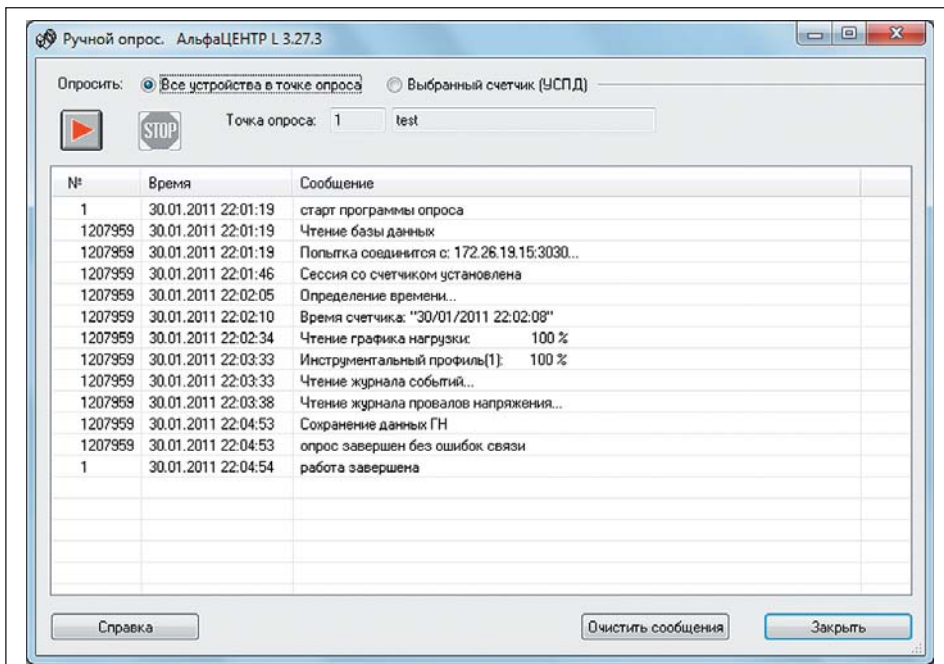 Ручной опрос. АльфаЦЕНТР L 3.27.3
Опросить: Все устройства в точке опроса Выбранный счетчик (УСПД)
STOP Точка опроса: 1 test
№ Время Сообщение
1 30.01.2011 22:01:19 старт программы опроса
1207959 30.01.2011 22:01:19 Чтение базы данных
1207959 30.01.2011 22:01:19 Попытка соединится с: 172.26.19.15:3030...
1207959 30.01.2011 22:01:46 Сессия со счетчиком установлена
1207959 30.01.2011 22:02:05 Определение времени...
1207959 30.01.2011 22:02:10 Время счетчика: "30/01/2011 22:02:08"
1207959 30.01.2011 22:02:34 Чтение графика нагрузки: 100 %
1207959 30.01.2011 22:03:33 Инструментальный профиль(1): 100 %
1207959 30.01.2011 22:03:33 Чтение журнала событий...
1207959 30.01.2011 22:03:38 Чтение журнала провалов напряжения...
1207959 30.01.2011 22:04:53 Сохранение данных ГН
1207959 30.01.2011 22:04:53 опрос завершен без ошибок связи
1 30.01.2011 22:04:54 работа завершена
Справка Очистить сообщения Закрыть